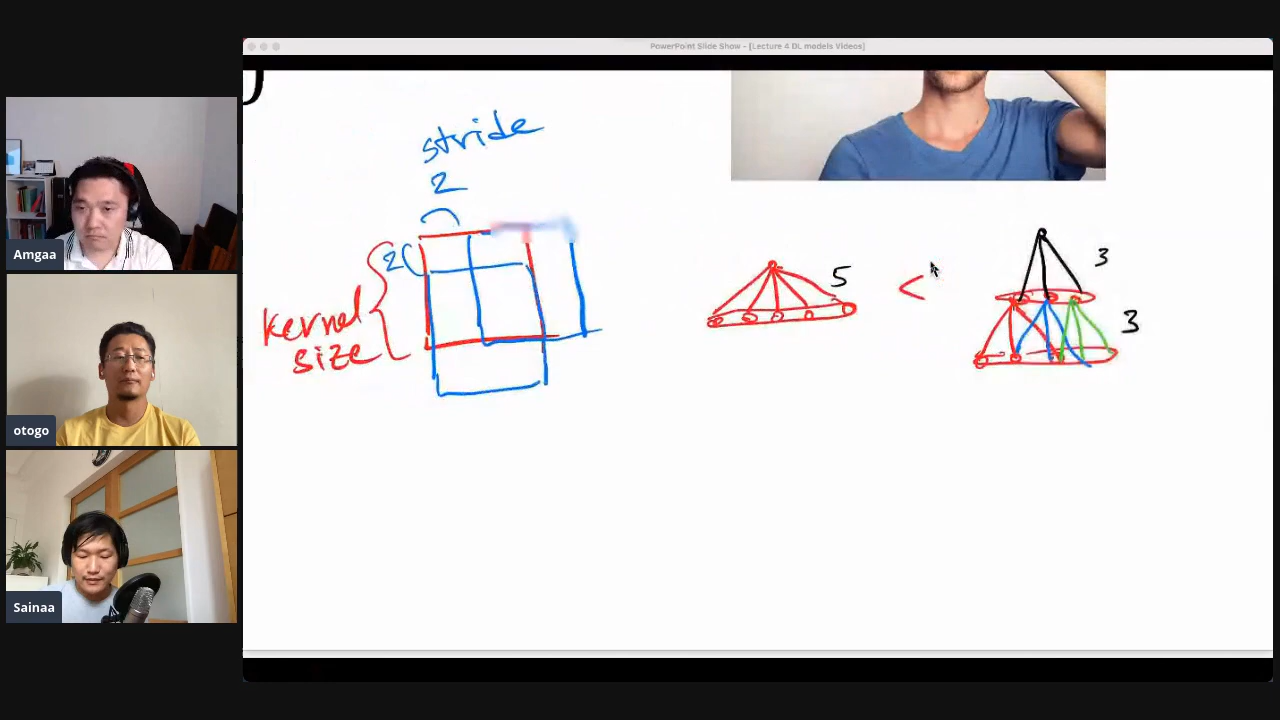 PowerPoint Slide Show - [Lecture 4 DL models Videos]
Amgaa
otogo
Sainaa
stride
2
2
kernel
size
5
<
3
3